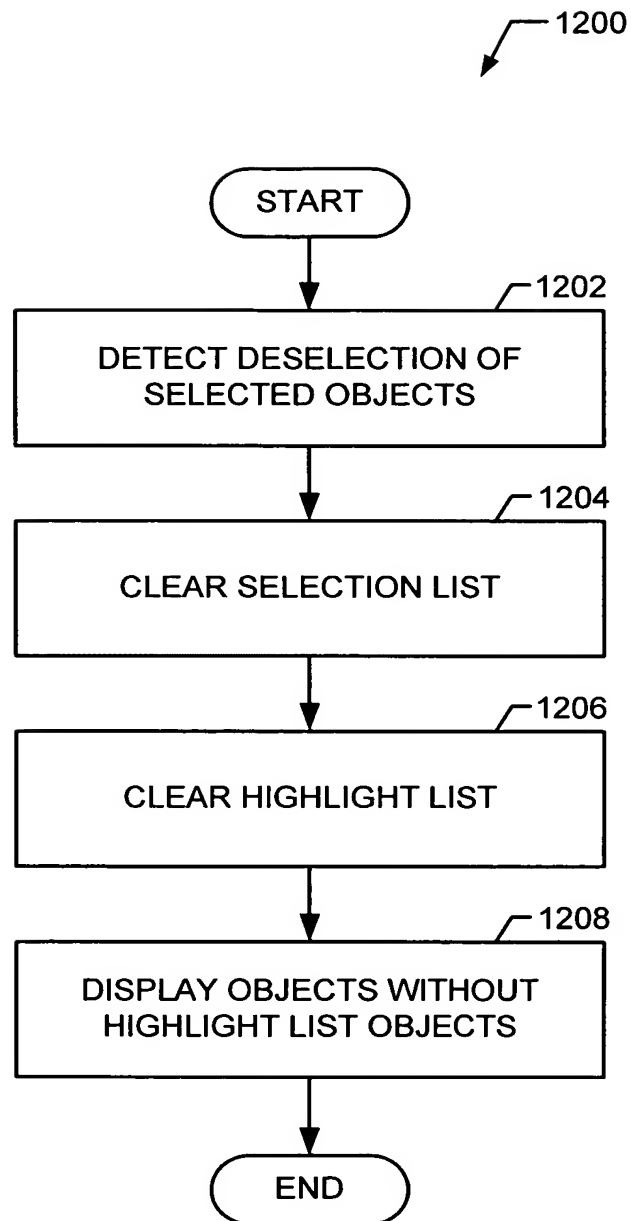 1200
START
1202
DETECT DESELECTION OF
SELECTED OBJECTS
1204
CLEAR SELECTION LIST
1206
CLEAR HIGHLIGHT LIST
1208
DISPLAY OBJECTS WITHOUT
HIGHLIGHT LIST OBJECTS
END